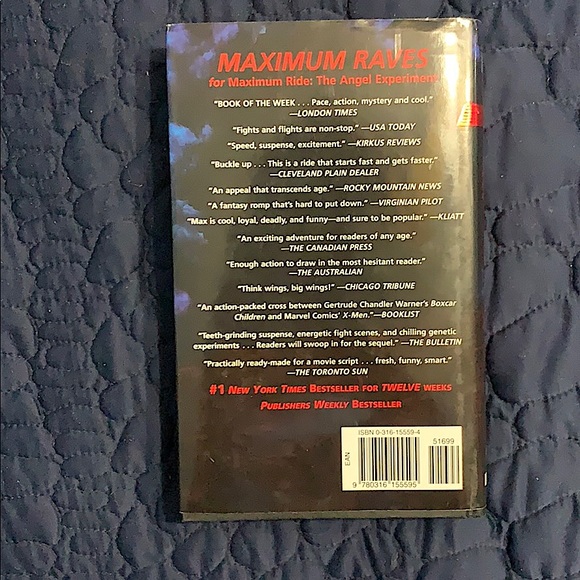 MAXIMUM RAVES
for Maximum Ride: The Angel Experiment
"BOOK OF THE WEEK . . . Pace, action, mystery and cool."
—LONDON TIMES
"Fights and flights are non-stop." —USA TODAY
"Speed, suspense, excitement." —KIRKUS REVIEWS
"Buckle up . . . This is a ride that starts fast and gets faster."
—CLEVELAND PLAIN DEALER
"An appeal that transcends age." —ROCKY MOUNTAIN NEWS
"A fantasy romp that's hard to put down." —VIRGINIAN PILOT
"Max is cool, loyal, deadly, and funny—and sure to be popular." —KLIATT
"An exciting adventure for readers of any age."
—THE CANADIAN PRESS
"Enough action to draw in the most hesitant reader."
—THE AUSTRALIAN
"Think wings, big wings!" —CHICAGO TRIBUNE
"An action-packed cross between Gertrude Chandler Warner's Boxcar
Children and Marvel Comics' X-Men." —BOOKLIST
"Teeth-grinding suspense, energetic fight scenes, and chilling genetic
experiments . . . Readers will swoop in for the sequel." —THE BULLETIN
"Practically ready-made for a movie script . . . fresh, funny, smart."
—THE TORONTO SUN
#1 NEW YORK TIMES BESTSELLER FOR TWELVE WEEKS
PUBLISHERS WEEKLY BESTSELLER
ISBN 0-316-15559-4
51699
EAN
9 780316 155595